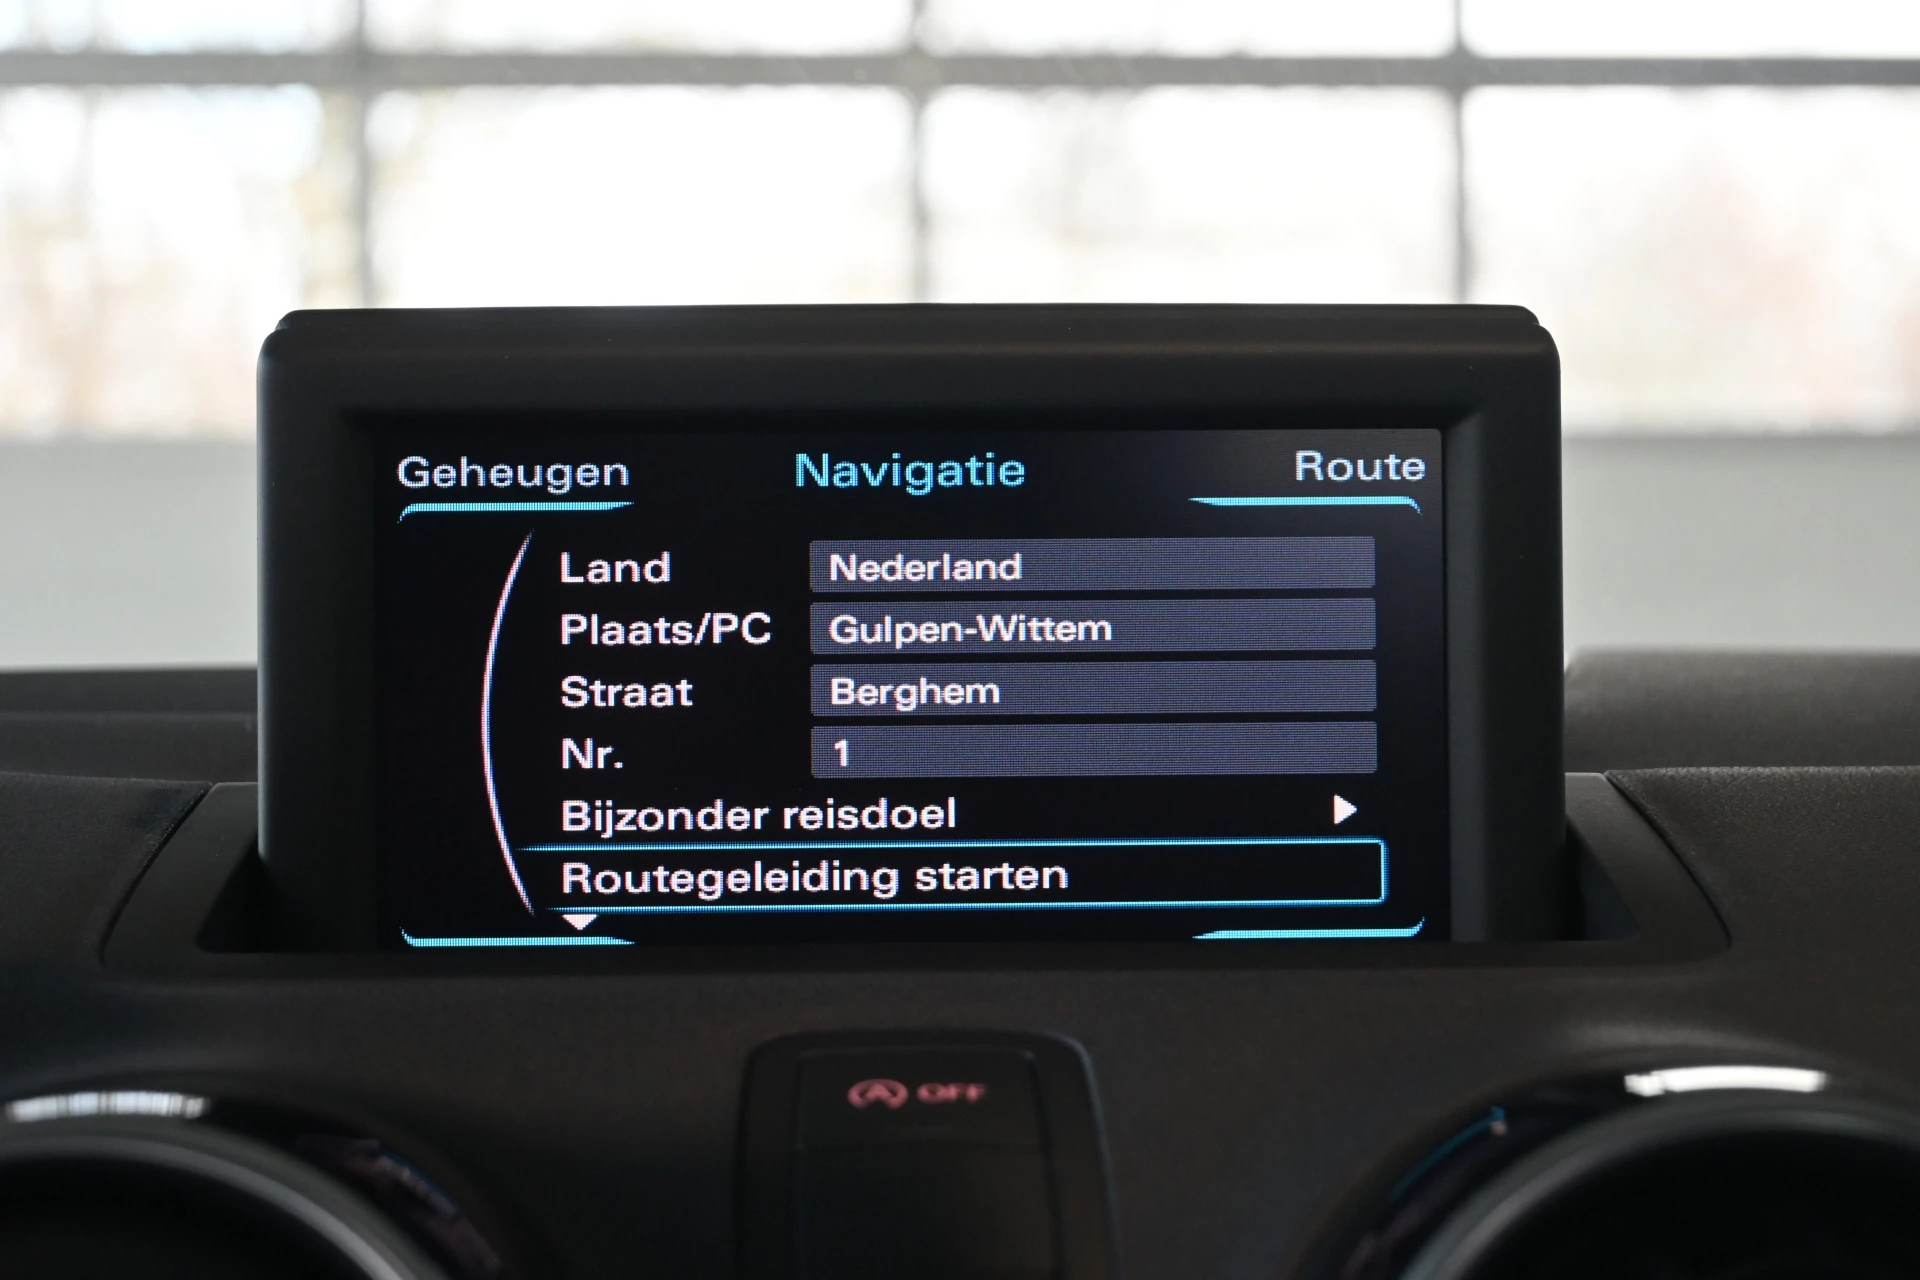 Geheugen Navigatie Route
Land Nederland
Plaats/PC Gulpen-Wittem
Straat Berghem
Nr. 1
Bijzonder reisdoel
Routegeleiding starten
A OFF